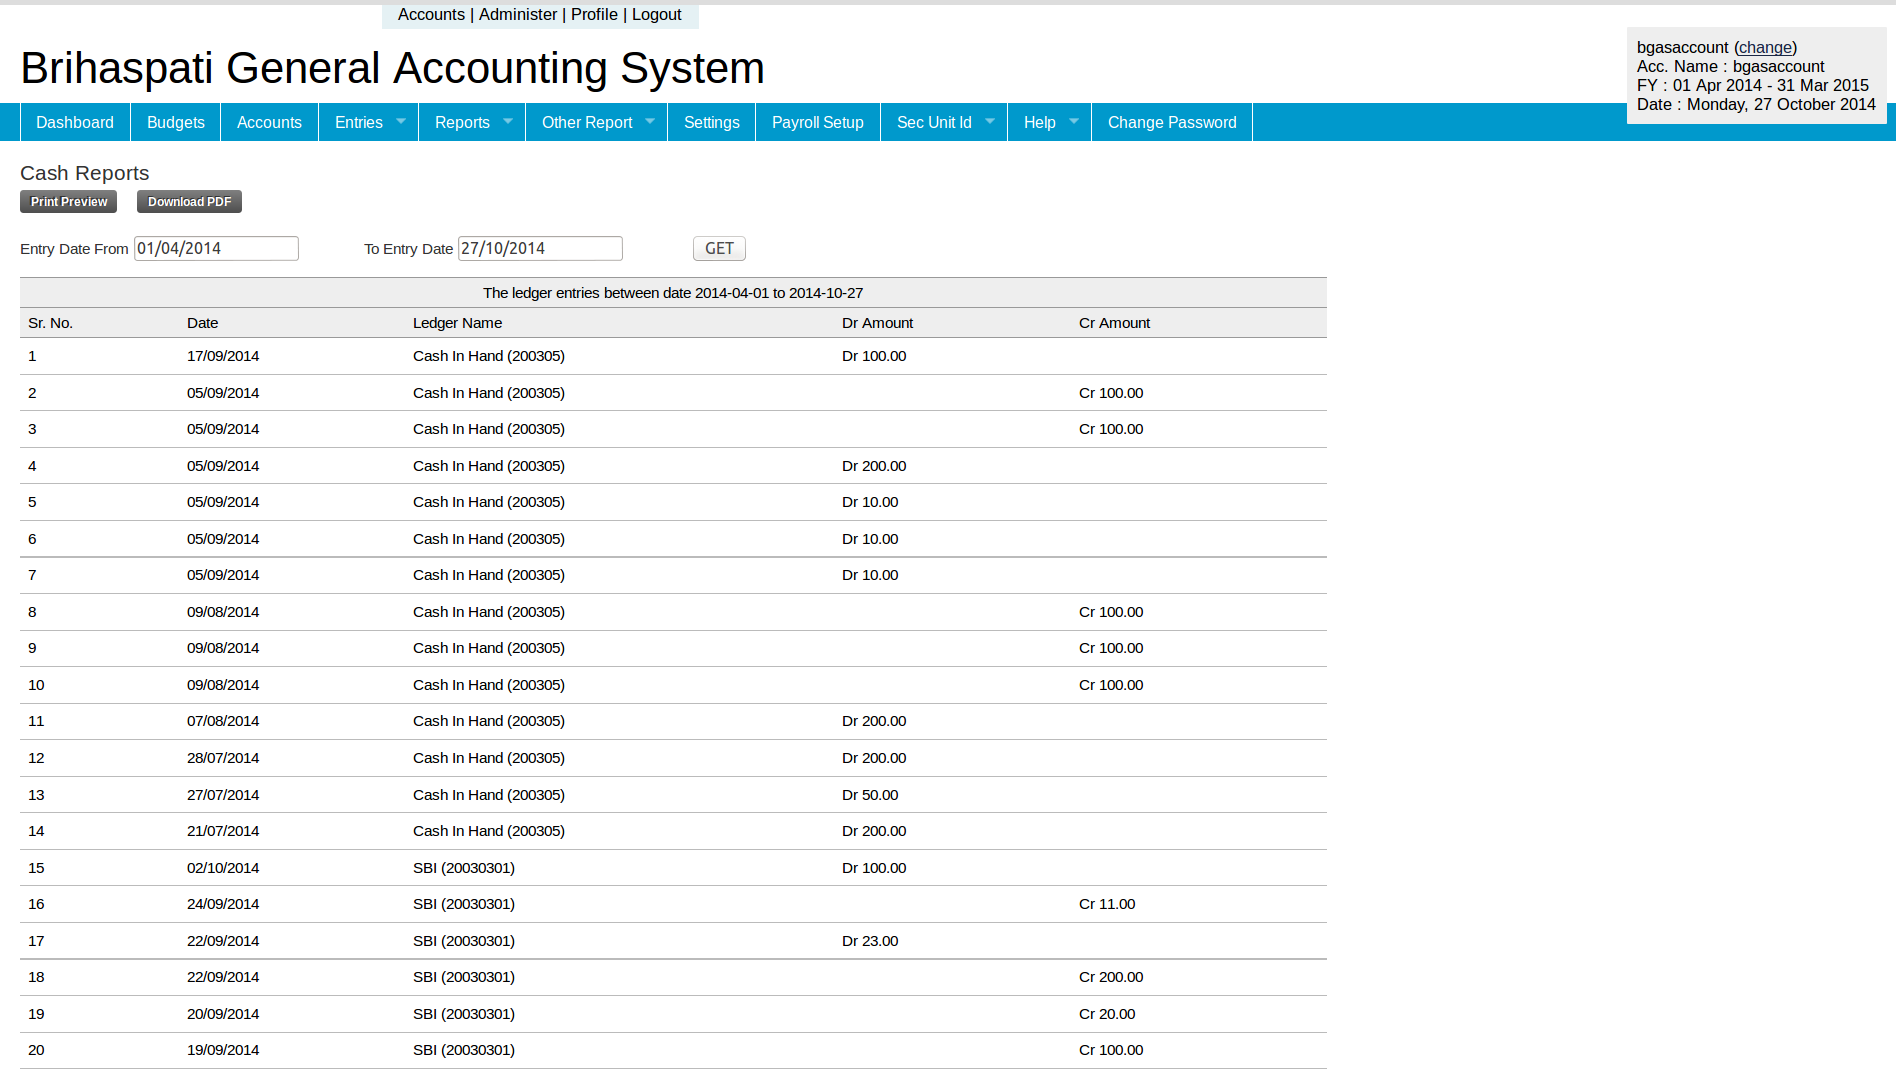 Accounts | Administer | Profile | Logout
Brihaspati General Accounting System
bgasaccount (change)
Acc. Name : bgasaccount
FY : 01 Apr 2014 - 31 Mar 2015
Date : Monday, 27 October 2014
Dashboard Budgets Accounts Entries Reports Other Report Settings Payroll Setup Sec Unit Id Help Change Password
Cash Reports
Print Preview Download PDF
Entry Date From 01/04/2014 To Entry Date 27/10/2014 GET
The ledger entries between date 2014-04-01 to 2014-10-27
Sr. No. Date Ledger Name Dr Amount Cr Amount
1 17/09/2014 Cash In Hand (200305) Dr 100.00
2 05/09/2014 Cash In Hand (200305) Cr 100.00
3 05/09/2014 Cash In Hand (200305) Cr 100.00
4 05/09/2014 Cash In Hand (200305) Dr 200.00
5 05/09/2014 Cash In Hand (200305) Dr 10.00
6 05/09/2014 Cash In Hand (200305) Dr 10.00
7 05/09/2014 Cash In Hand (200305) Dr 10.00
8 09/08/2014 Cash In Hand (200305) Cr 100.00
9 09/08/2014 Cash In Hand (200305) Cr 100.00
10 09/08/2014 Cash In Hand (200305) Cr 100.00
11 07/08/2014 Cash In Hand (200305) Dr 200.00
12 28/07/2014 Cash In Hand (200305) Dr 200.00
13 27/07/2014 Cash In Hand (200305) Dr 50.00
14 21/07/2014 Cash In Hand (200305) Dr 200.00
15 02/10/2014 SBI (20030301) Dr 100.00
16 24/09/2014 SBI (20030301) Cr 11.00
17 22/09/2014 SBI (20030301) Dr 23.00
18 22/09/2014 SBI (20030301) Cr 200.00
19 20/09/2014 SBI (20030301) Cr 20.00
20 19/09/2014 SBI (20030301) Cr 100.00